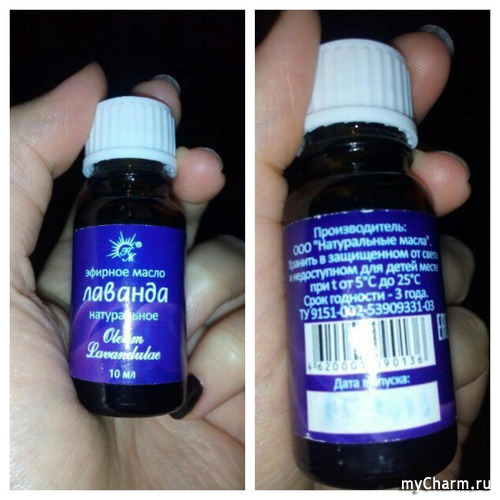 эфирное масло
лаванда
натуральное
Oleum
Lavandulae
10 мл
Производитель:
ООО "Натуральные масла".
Хранить в защищенном от света
и недоступном для детей месте
при t от 5°C до 25°C
Срок годности - 3 года.
ТУ 9151-002-53909331-03
Дата выпуска:
myCharm.ru